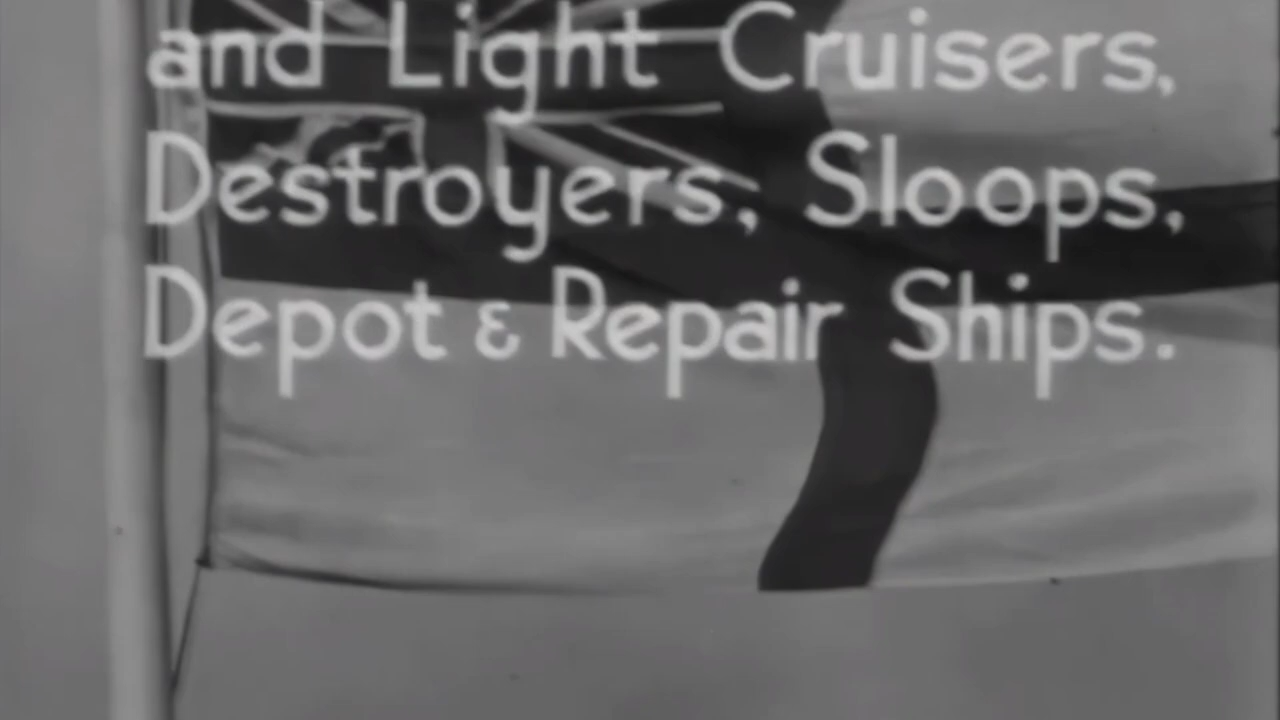 and Light Cruisers,
Destroyers, Sloops,
Depot & Repair Ships.